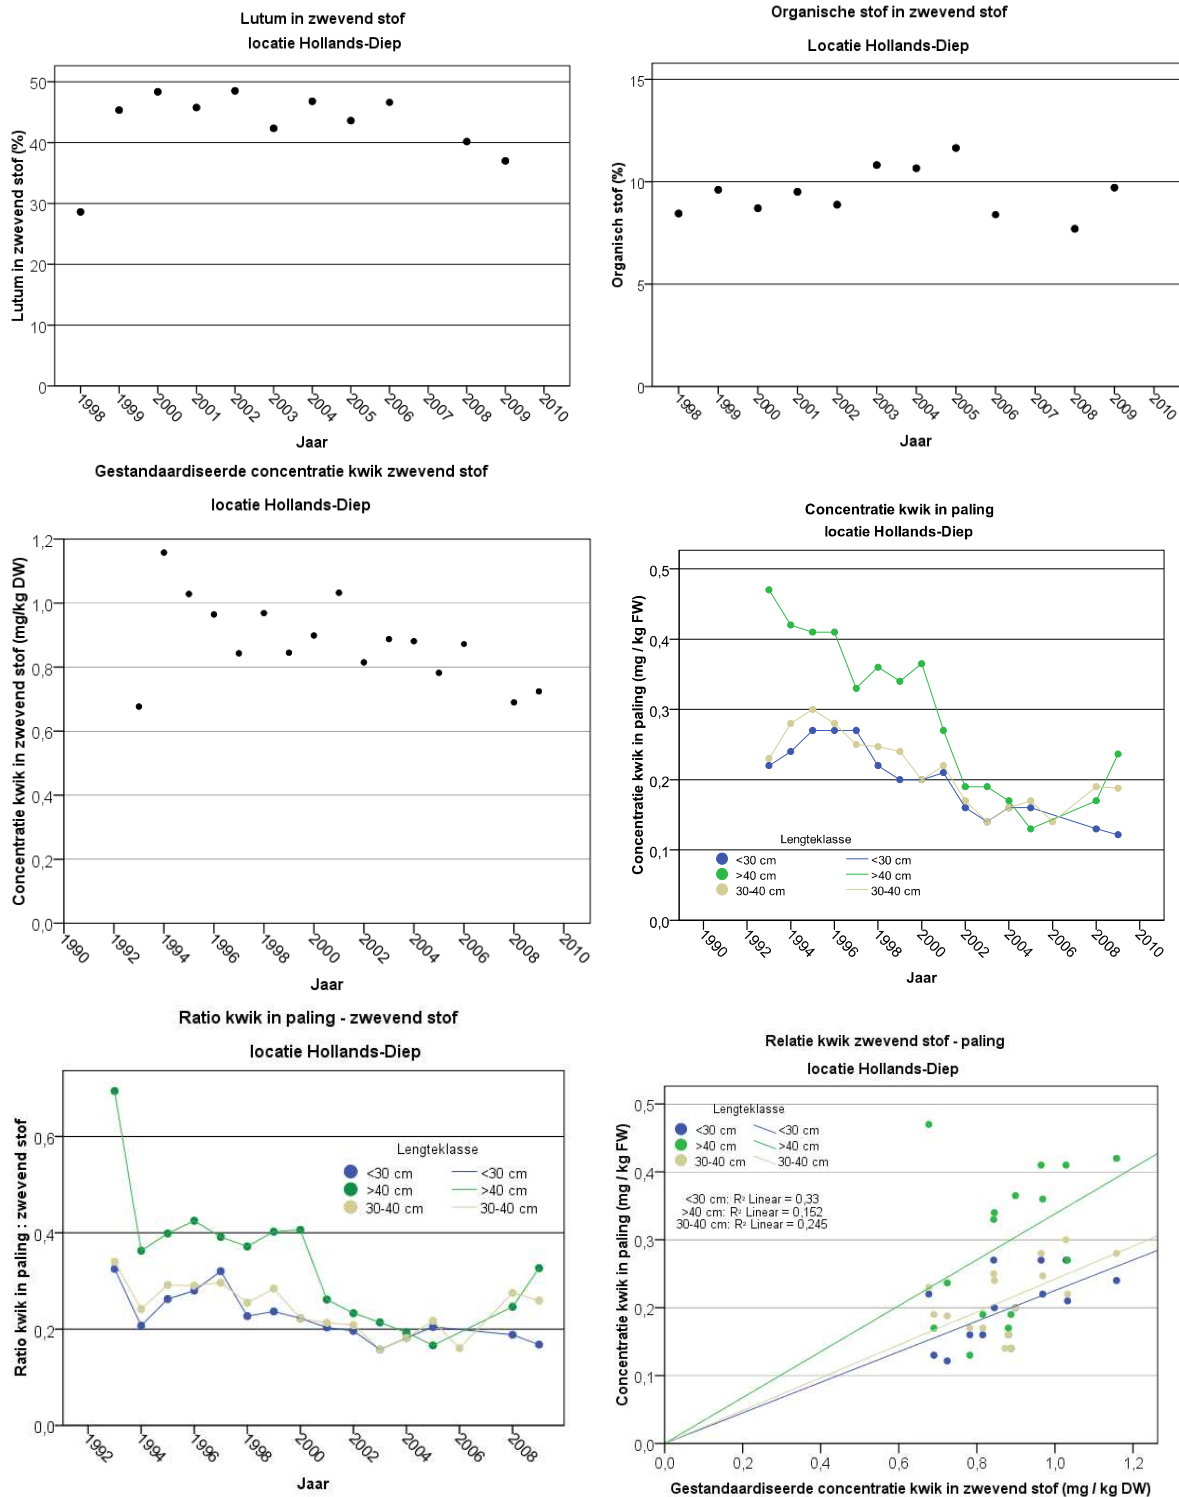 Lutum in zwevend stof
locatie Hollands-Diep
Lutum in zwevend stof (%)
50
40
30
20
10
0
1998
1999
2000
2001
2002
2003
2004
2005
2006
2007
2008
2009
2010
Jaar
Organische stof in zwevend stof
Locatie Hollands-Diep
Organisch stof (%)
15
10
5
0
1998
1999
2000
2001
2002
2003
2004
2005
2006
2007
2008
2009
2010
Jaar
Gestandaardiseerde concentratie kwik zwevend stof
locatie Hollands-Diep
Concentratie kwik in zwevend stof (mg/kg DW)
1,2
1,0
0,8
0,6
0,4
0,2
0,0
1990
1992
1994
1996
1998
2000
2002
2004
2006
2008
2010
Jaar
Concentratie kwik in paling
locatie Hollands-Diep
Concentratie kwik in paling (mg / kg FW)
0,5
0,4
0,3
0,2
0,1
0,0
Lengteklasse
<30 cm <30 cm
>40 cm >40 cm
30-40 cm 30-40 cm
1990
1992
1994
1996
1998
2000
2002
2004
2006
2008
2010
Jaar
Ratio kwik in paling - zwevend stof
locatie Hollands-Diep
Ratio kwik in paling : zwevend stof
0,6
0,4
0,2
0,0
Lengteklasse
<30 cm <30 cm
>40 cm >40 cm
30-40 cm 30-40 cm
1992
1994
1996
1998
2000
2002
2004
2006
2008
Jaar
Relatie kwik zwevend stof - paling
locatie Hollands-Diep
Concentratie kwik in paling (mg / kg FW)
0,5
0,4
0,3
0,2
0,1
0,0
Lengteklasse
<30 cm <30 cm
>40 cm >40 cm
30-40 cm 30-40 cm
<30 cm: R² Linear = 0,33
>40 cm: R² Linear = 0,152
30-40 cm: R² Linear = 0,245
0,0 0,2 0,4 0,6 0,8 1,0 1,2
Gestandaardiseerde concentratie kwik in zwevend stof (mg / kg DW)